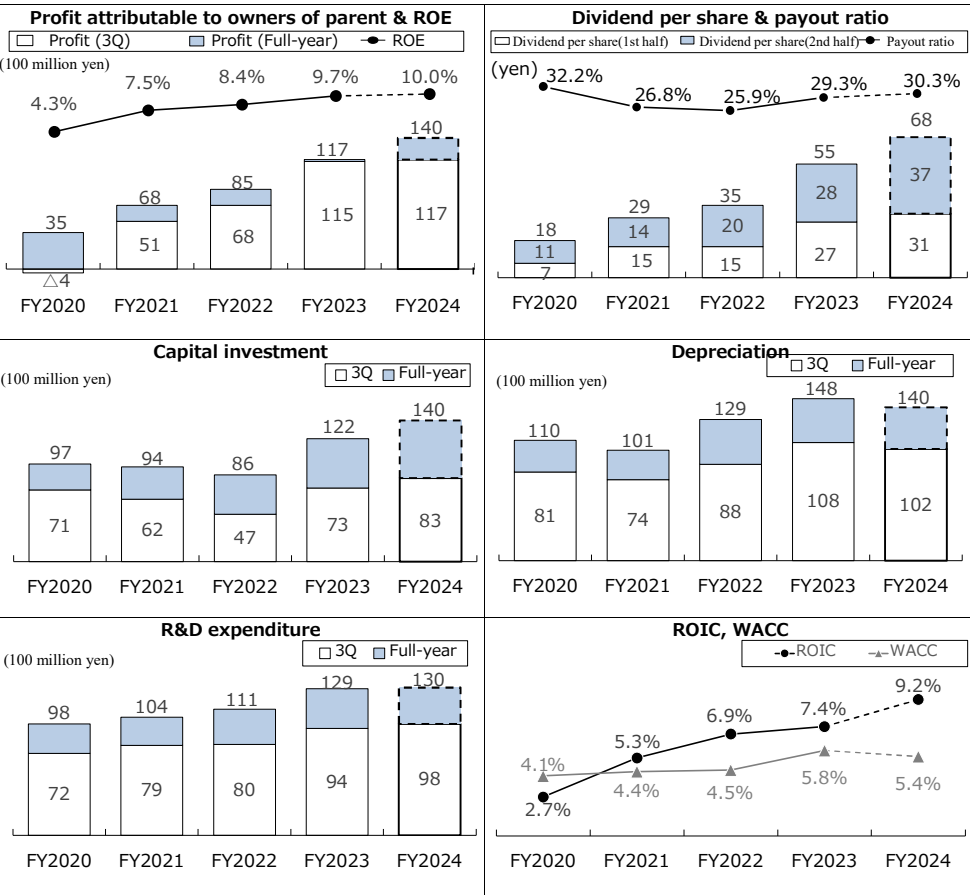 Profit attributable to owners of parent & ROE
Profit (3Q) Profit (Full-year) ROE
(100 million yen)
4.3% 7.5% 8.4% 9.7% 10.0%
35 68 85 117 140
△4 51 68 115 117
FY2020 FY2021 FY2022 FY2023 FY2024
Dividend per share & payout ratio
Dividend per share(1st half) Dividend per share(2nd half) Payout ratio
(yen)
32.2% 26.8% 25.9% 29.3% 30.3%
18 29 35 55 68
11 14 20 28 37
7 15 15 27 31
FY2020 FY2021 FY2022 FY2023 FY2024
Capital investment
3Q Full-year
(100 million yen)
97 94 86 122 140
71 62 47 73 83
FY2020 FY2021 FY2022 FY2023 FY2024
Depreciation
3Q Full-year
(100 million yen)
110 101 129 148 140
81 74 88 108 102
FY2020 FY2021 FY2022 FY2023 FY2024
R&D expenditure
3Q Full-year
(100 million yen)
98 104 111 129 130
72 79 80 94 98
FY2020 FY2021 FY2022 FY2023 FY2024
ROIC, WACC
ROIC WACC
2.7% 5.3% 6.9% 7.4% 9.2%
4.1% 4.4% 4.5% 5.8% 5.4%
FY2020 FY2021 FY2022 FY2023 FY2024